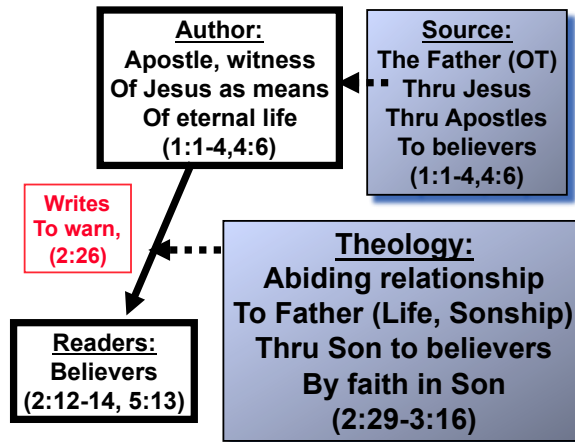 Author:
Apostle, witness
Of Jesus as means
Of eternal life
(1:1-4,4:6)
Source:
The Father (OT)
Thru Jesus
Thru Apostles
To believers
(1:1-4,4:6)
Writes
To warn,
(2:26)
Theology:
Abiding relationship
To Father (Life, Sonship)
Thru Son to believers
By faith in Son
(2:29-3:16)
Readers:
Believers
(2:12-14, 5:13)